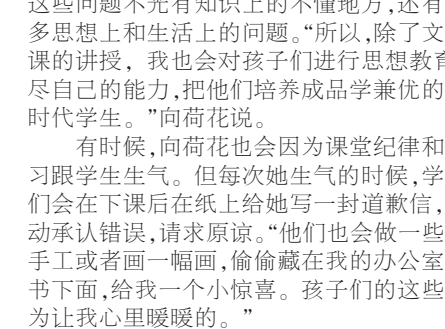 这些问题不光有知识上的不懂地方,还有
多思想上和生活上的问题。“所以,除了文
课的讲授，我也会对孩子们进行思想教育
尽自己的能力,把他们培养成品学兼优的
时代学生。”向荷花说。
有时候,向荷花也会因为课堂纪律和
习跟学生生气。但每次她生气的时候,学
们会在下课后在纸上给她写一封道歉信,
动承认错误,请求原谅。“他们也会做一些
手工或者画一幅画,偷偷藏在我的办公室
书下面,给我一个小惊喜。孩子们的这些
为让我心里暖暖的。”